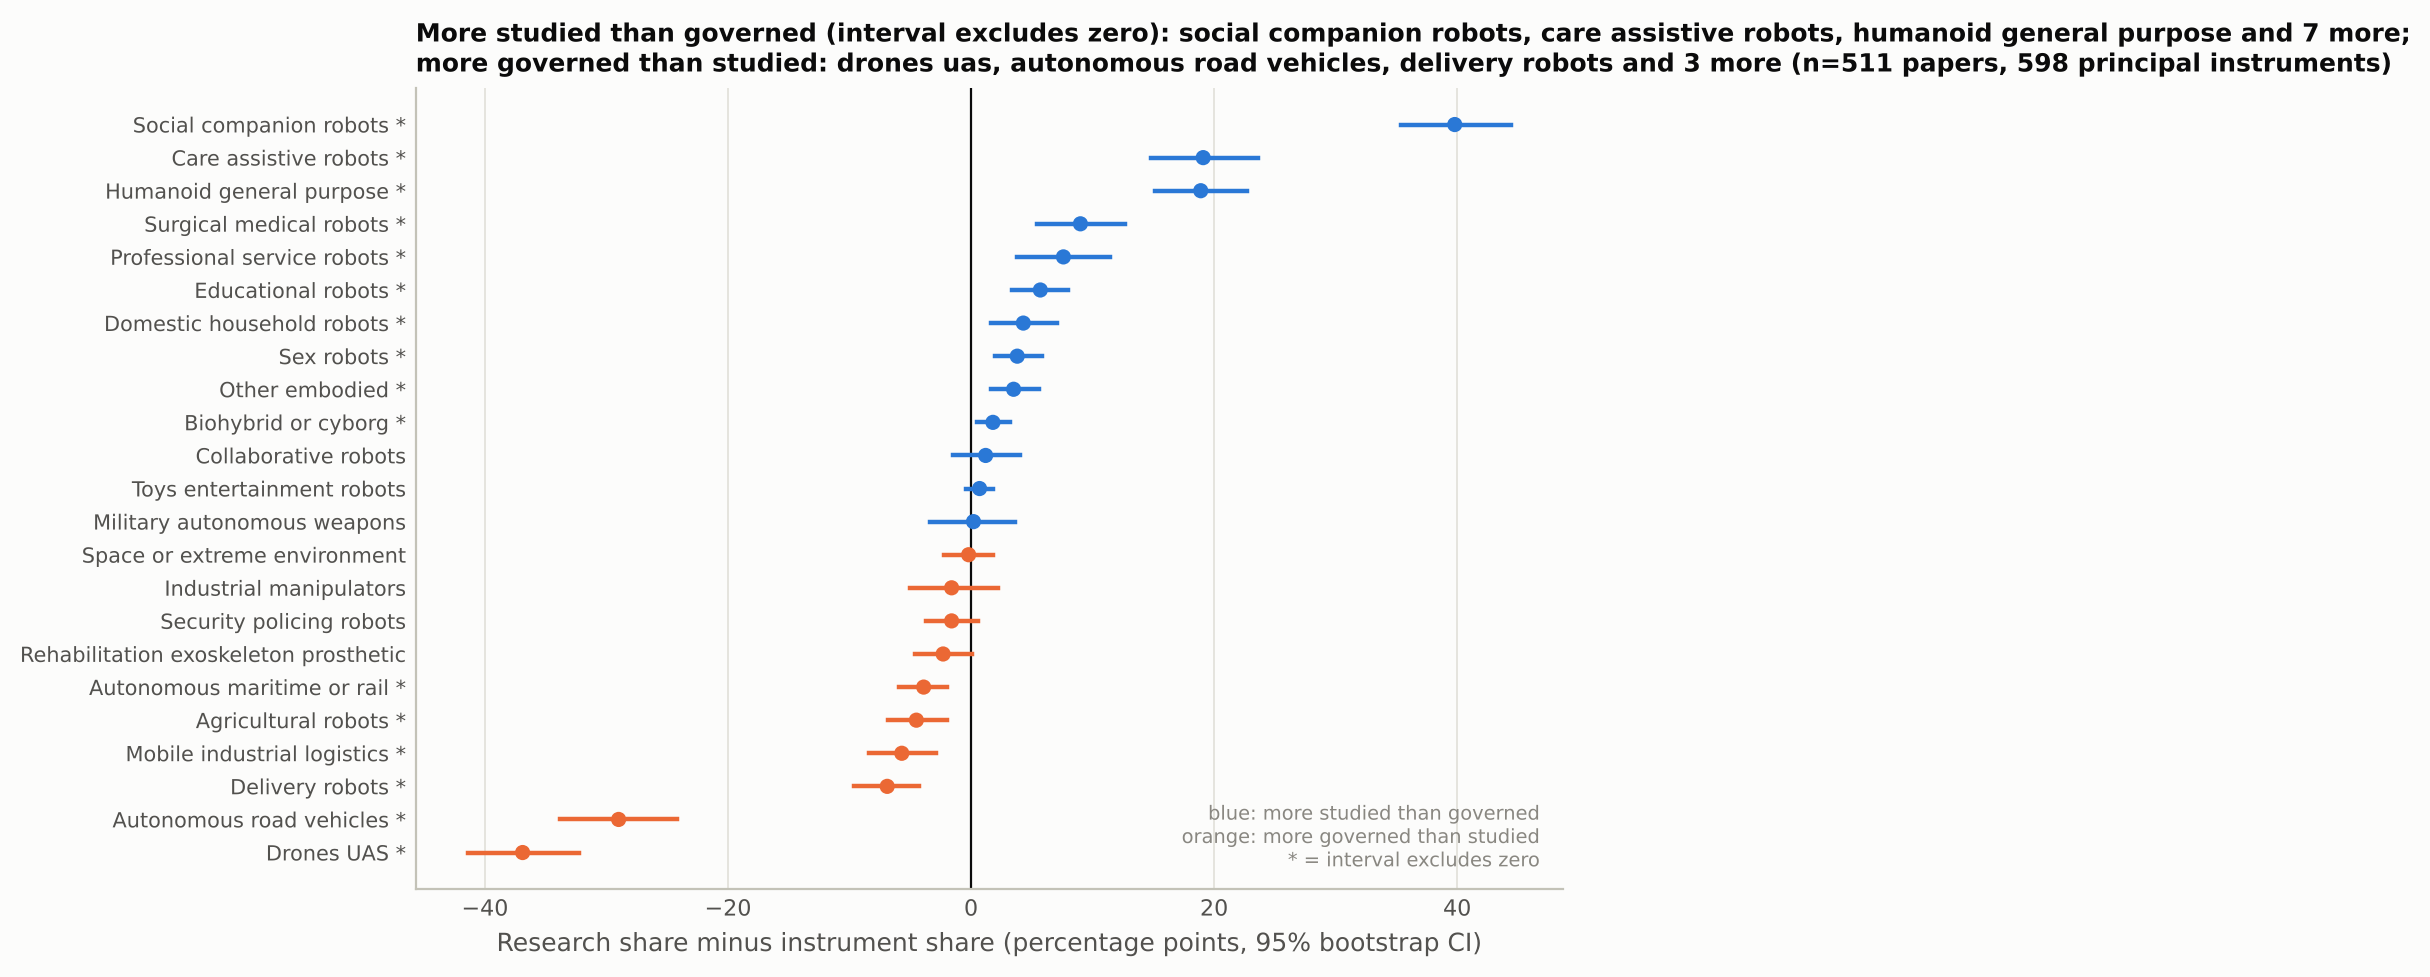 More studied than governed (interval excludes zero): social companion robots, care assistive robots, humanoid general purpose and 7 more;
more governed than studied: drones uas, autonomous road vehicles, delivery robots and 3 more (n=511 papers, 598 principal instruments)
Social companion robots *
Care assistive robots *
Humanoid general purpose *
Surgical medical robots *
Professional service robots *
Educational robots *
Domestic household robots *
Sex robots *
Other embodied *
Biohybrid or cyborg *
Collaborative robots
Toys entertainment robots
Military autonomous weapons
Space or extreme environment
Industrial manipulators
Security policing robots
Rehabilitation exoskeleton prosthetic
Autonomous maritime or rail *
Agricultural robots *
Mobile industrial logistics *
Delivery robots *
Autonomous road vehicles *
Drones UAS *
blue: more studied than governed
orange: more governed than studied
* = interval excludes zero
−40 −20 0 20 40
Research share minus instrument share (percentage points, 95% bootstrap CI)